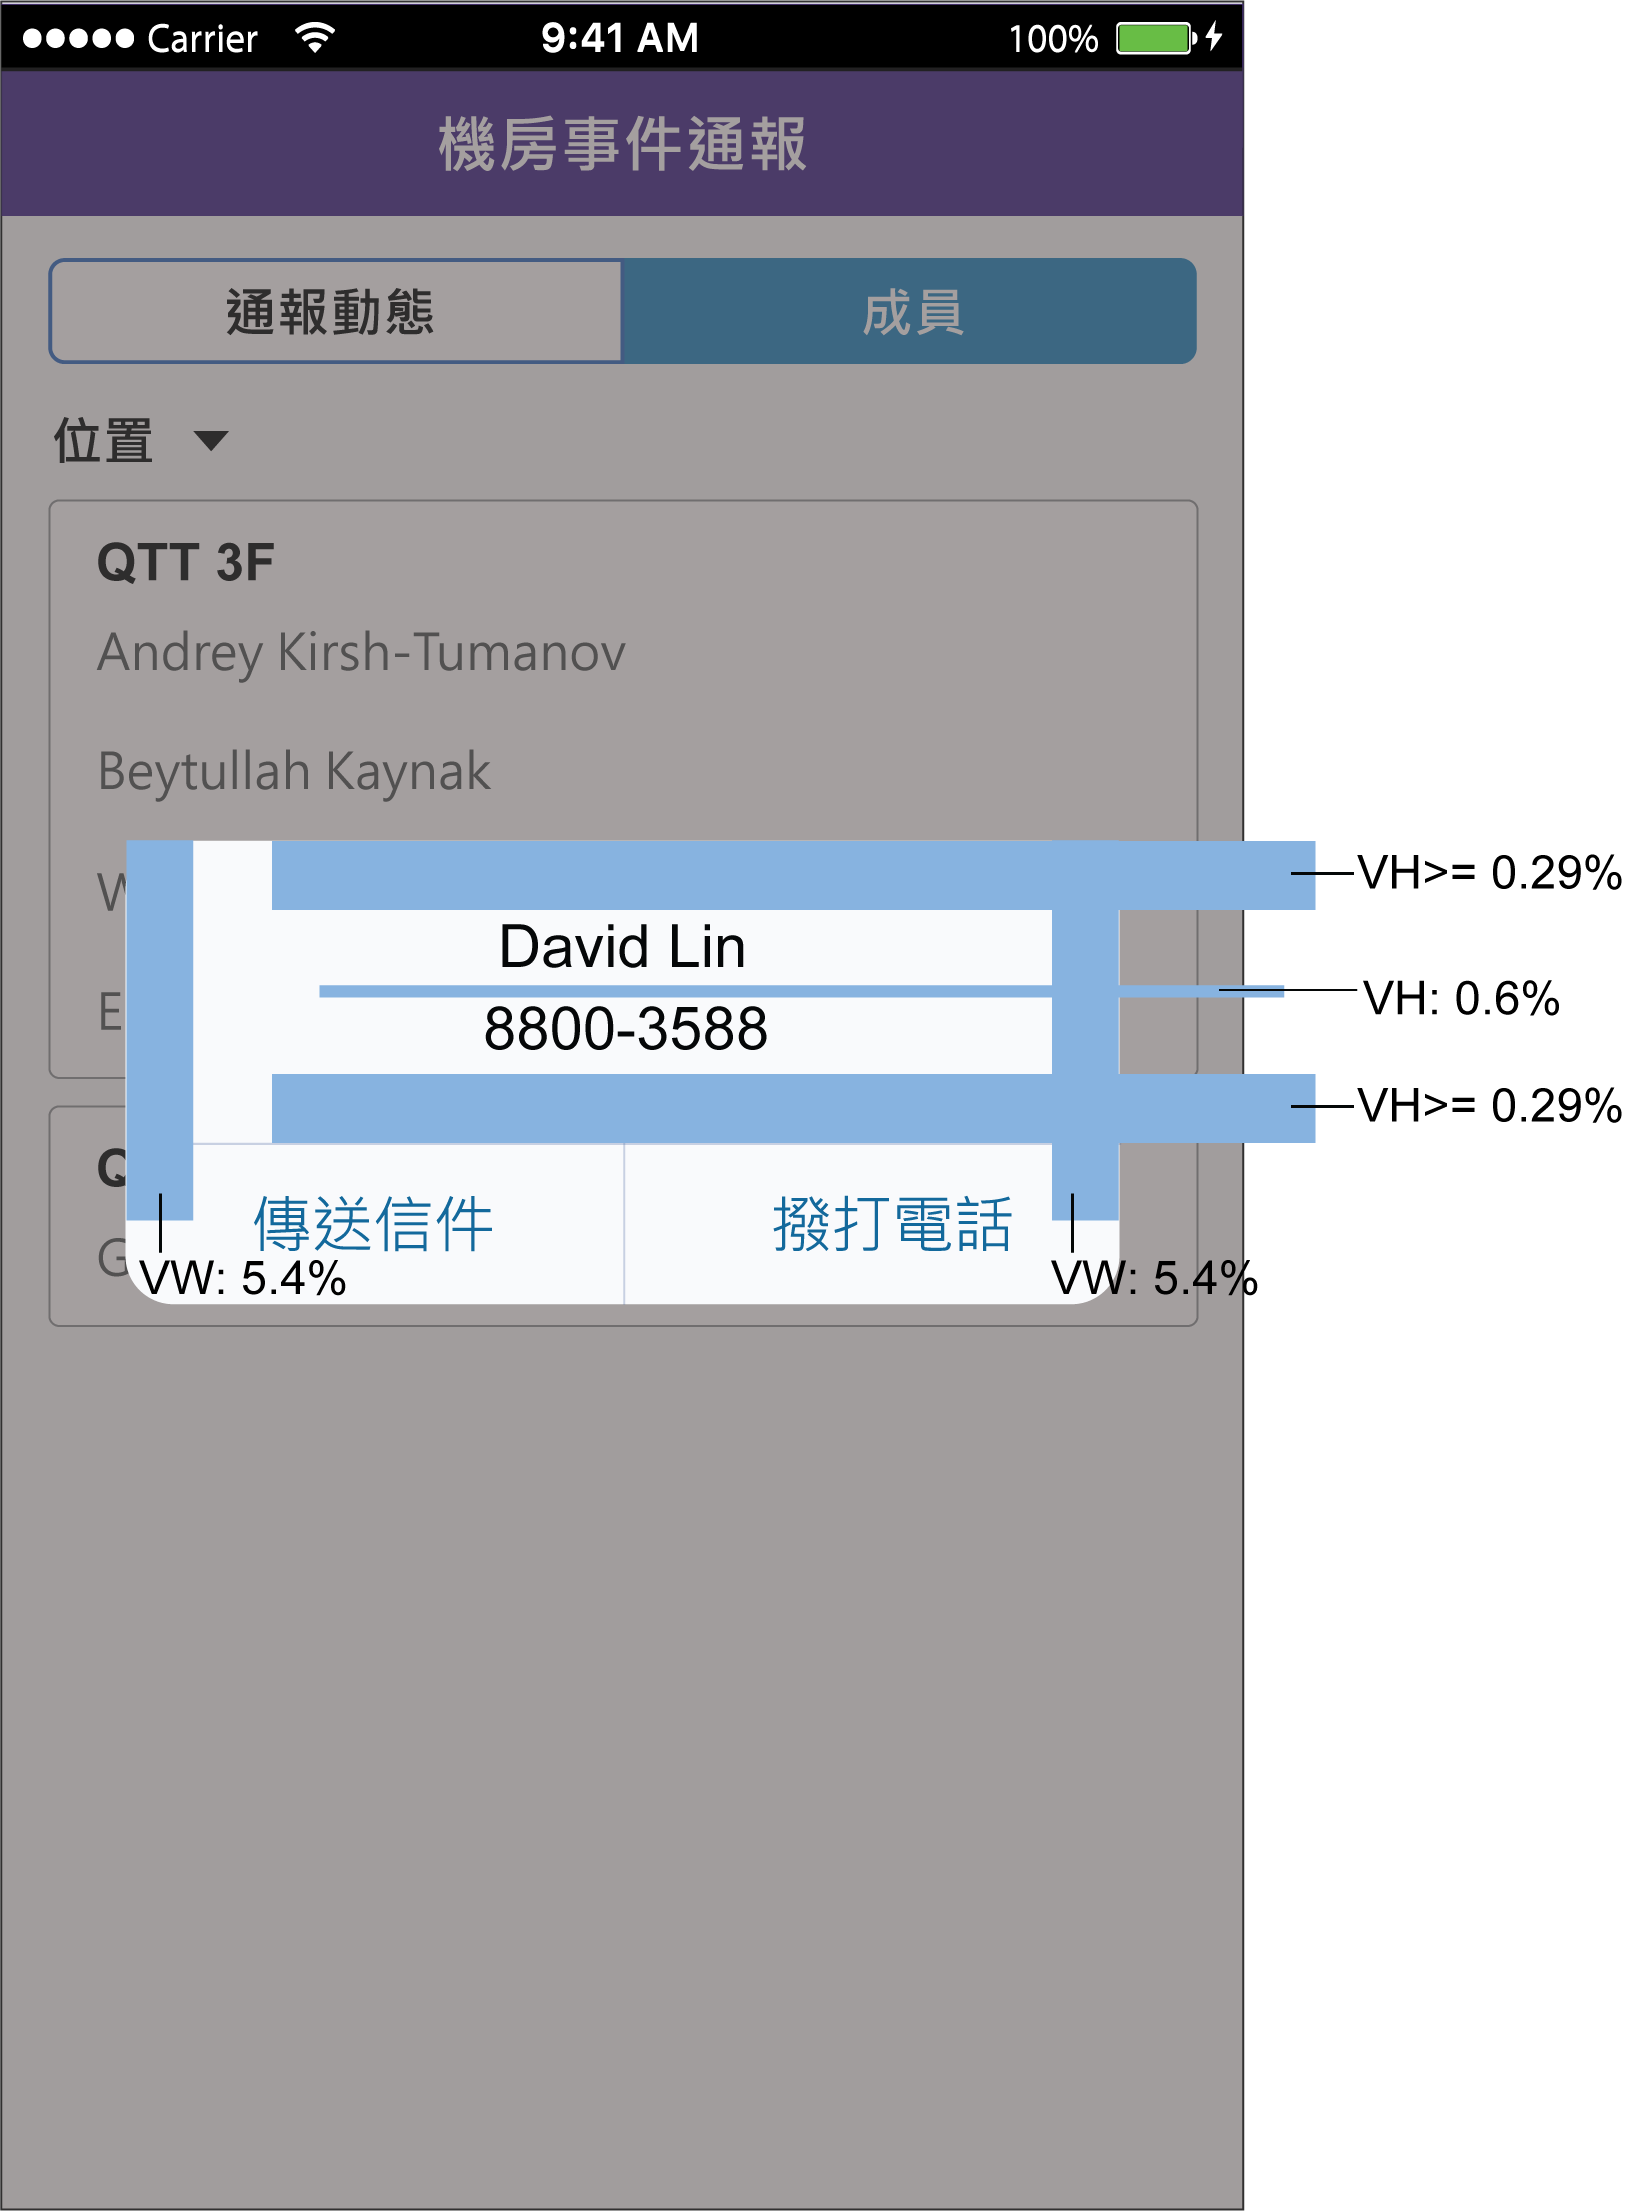 Carrier 9:41 AM 100%
機房事件通報
通報動態 成員
位置
QTT 3F
Andrey Kirsh-Tumanov
Beytullah Kaynak
VH>= 0.29%
David Lin
VH: 0.6%
8800-3588
VH>= 0.29%
傳送信件 撥打電話
VW: 5.4% VW: 5.4%